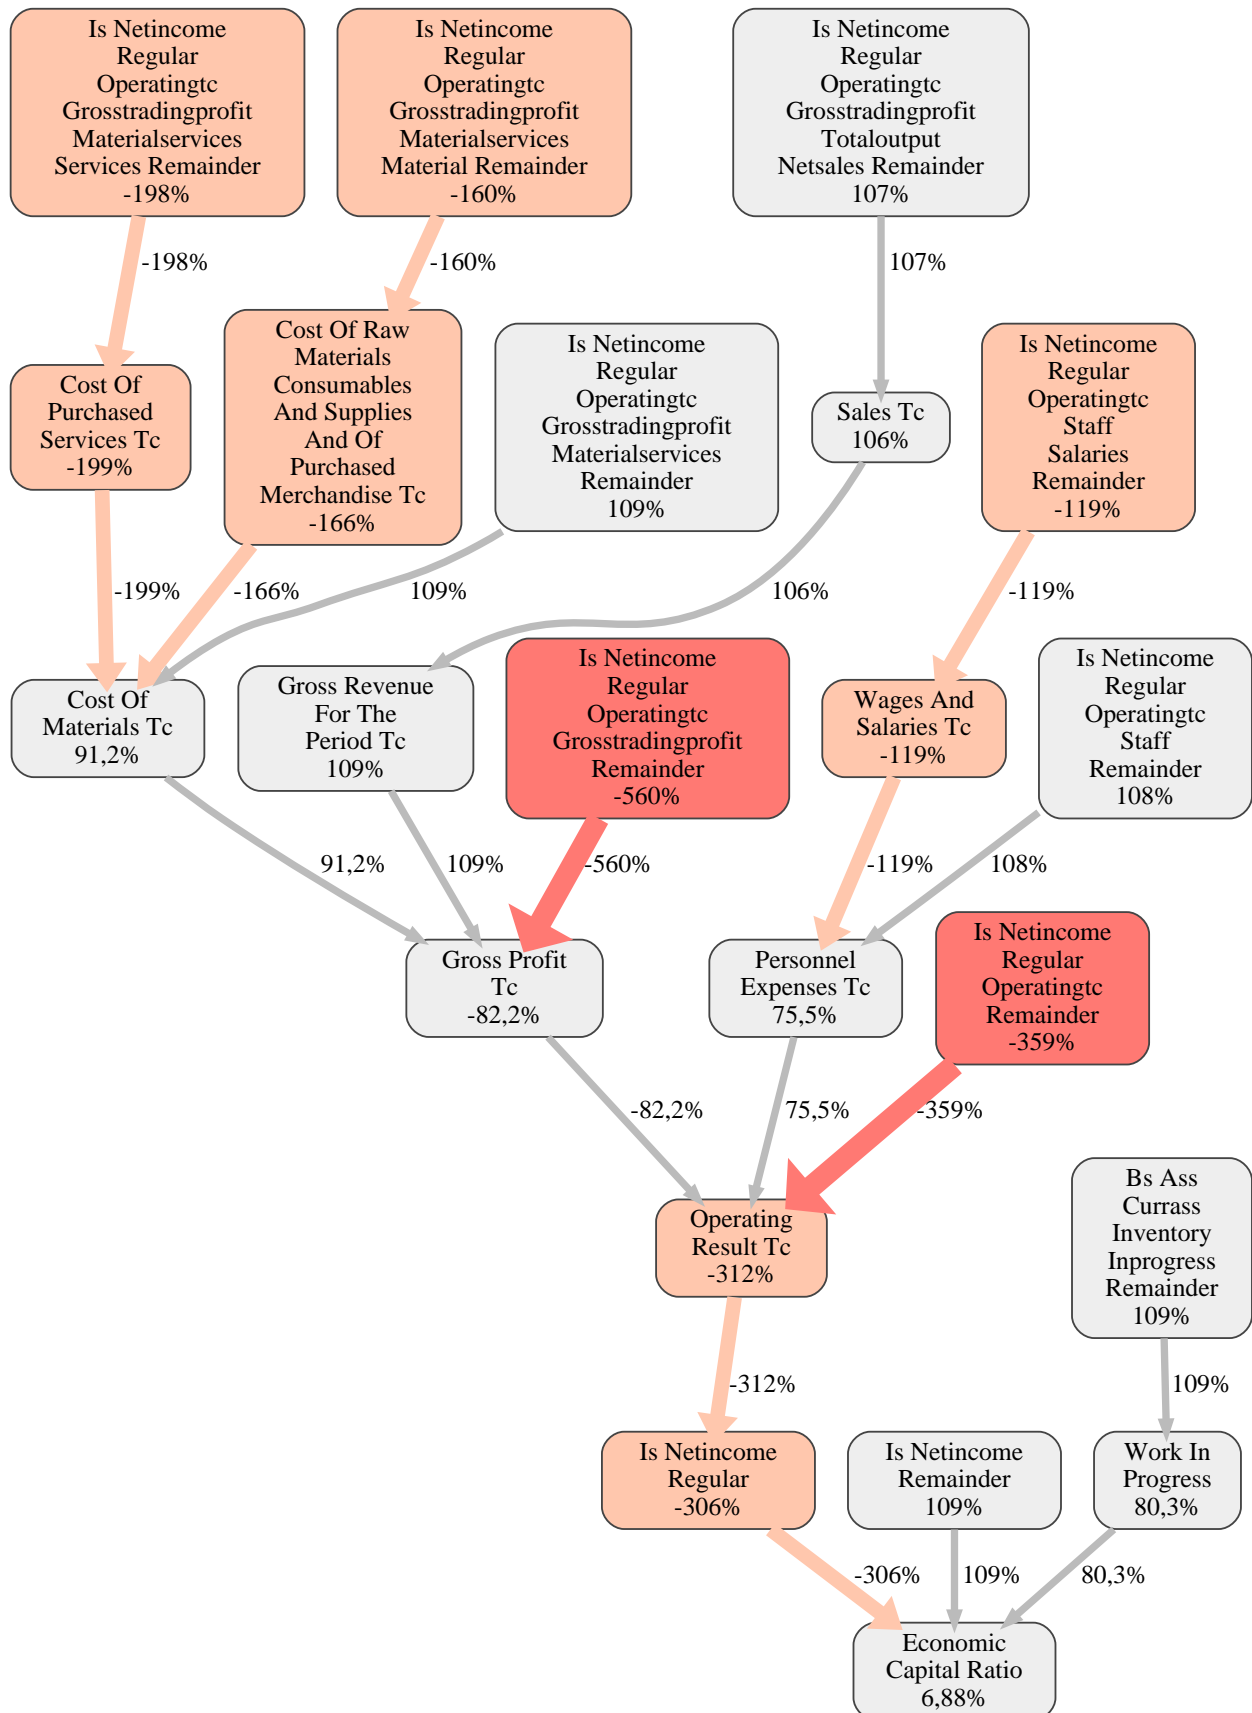 Is Netincome
Regular
Operatingtc
Grosstradingprofit
Materialservices
Services Remainder
-198%
Is Netincome
Regular
Operatingtc
Grosstradingprofit
Materialservices
Material Remainder
-160%
Is Netincome
Regular
Operatingtc
Grosstradingprofit
Totaloutput
Netsales Remainder
107%
-198%
-160%
107%
Cost Of
Purchased
Services Tc
-199%
Cost Of Raw
Materials
Consumables
And Supplies
And Of
Purchased
Merchandise Tc
-166%
Is Netincome
Regular
Operatingtc
Grosstradingprofit
Materialservices
Remainder
109%
Sales Tc
106%
Is Netincome
Regular
Operatingtc
Staff
Salaries
Remainder
-119%
-199%
-166%
109%
106%
-119%
Cost Of
Materials Tc
91,2%
Gross Revenue
For The
Period Tc
109%
Is Netincome
Regular
Operatingtc
Grosstradingprofit
Remainder
-560%
Wages And
Salaries Tc
-119%
Is Netincome
Regular
Operatingtc
Staff
Remainder
108%
91,2%
109%
-560%
-119%
108%
Gross Profit
Tc
-82,2%
Personnel
Expenses Tc
75,5%
Is Netincome
Regular
Operatingtc
Remainder
-359%
-82,2%
75,5%
-359%
Operating
Result Tc
-312%
Bs Ass
Currass
Inventory
Inprogress
Remainder
109%
-312%
109%
Is Netincome
Regular
-306%
Is Netincome
Remainder
109%
Work In
Progress
80,3%
-306%
109%
80,3%
Economic
Capital Ratio
6,88%